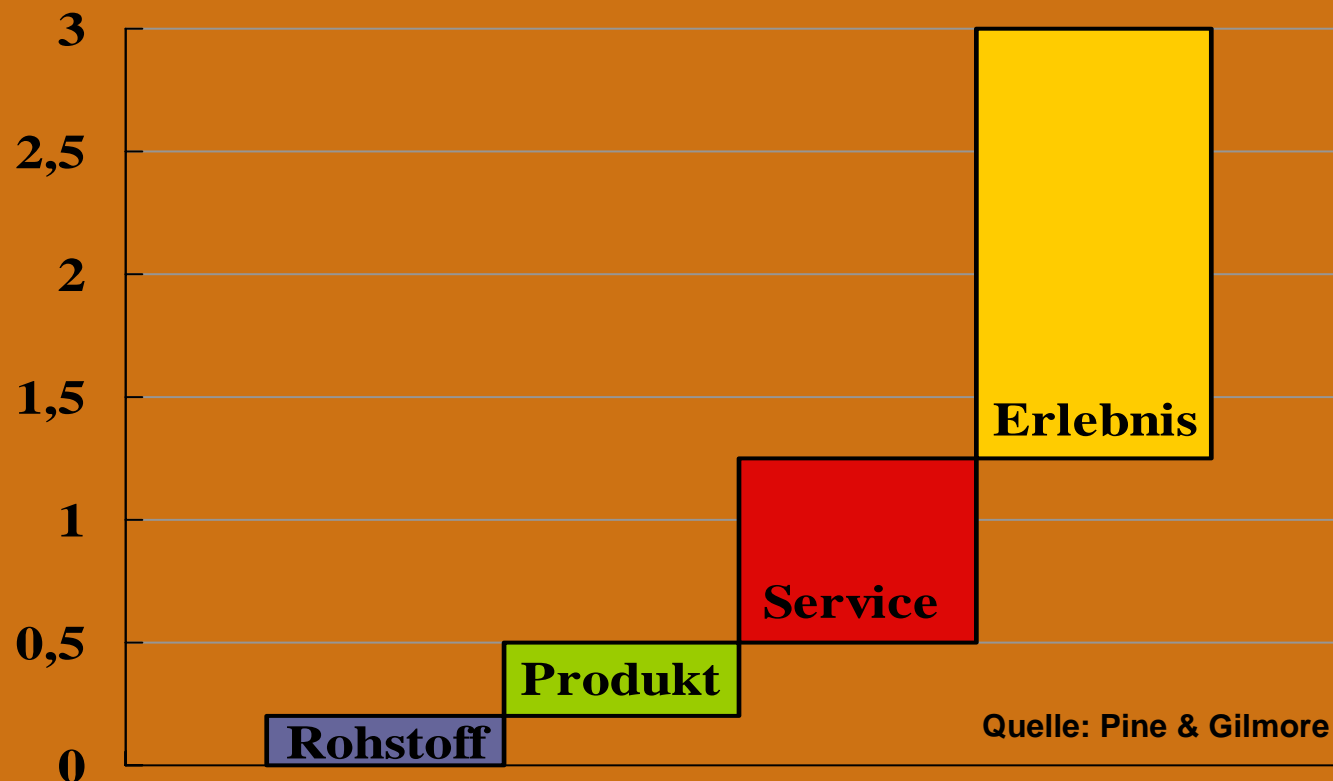 3
2,5
2
1,5
Erlebnis
1
Service
0,5
Produkt
Quelle: Pine & Gilmore
Rohstoff
0